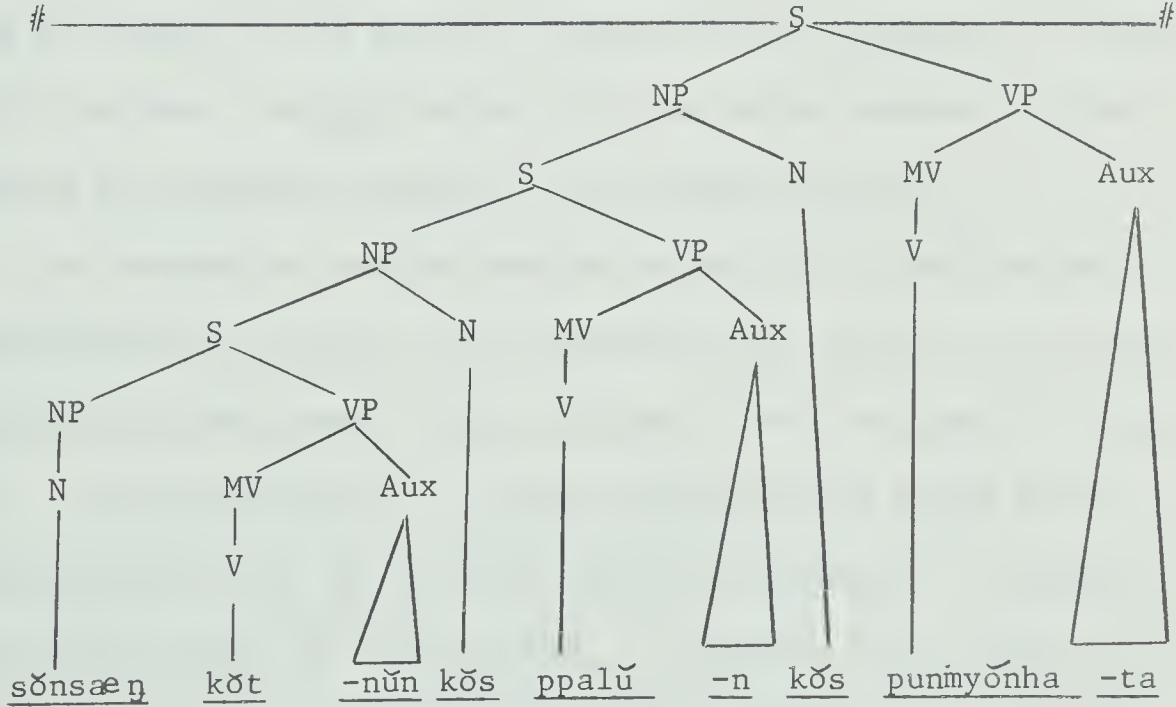 # S #
NP VP
S N MV Aux
NP VP V
S N MV Aux
NP VP V
N MV Aux
V
sŏnsæŋ kŏt -nŭn kŏs ppalŭ -n kŏs punmyŏnha -ta